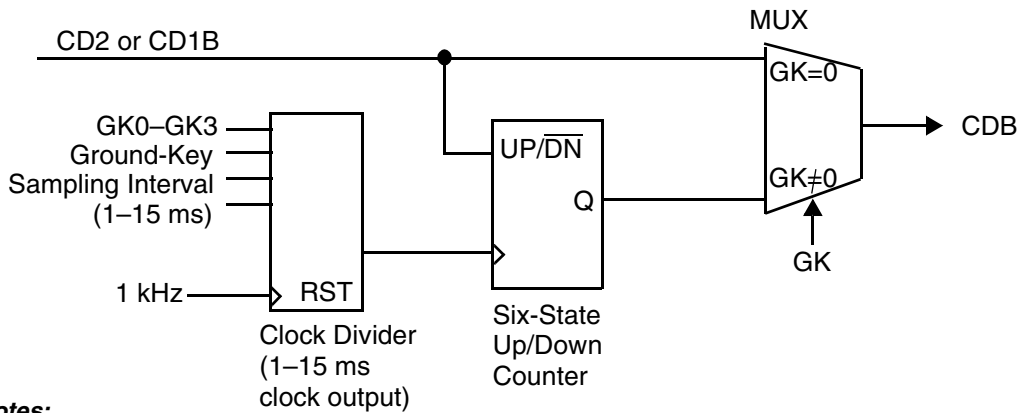 MUX
CD2 or CD1B
GK=0
GK0–GK3
Ground-Key
Sampling Interval
(1–15 ms)
UP/DN
CDB
GK≠0
Q
GK
1 kHz
RST
Clock Divider
(1–15 ms
clock output)
Six-State
Up/Down
Counter